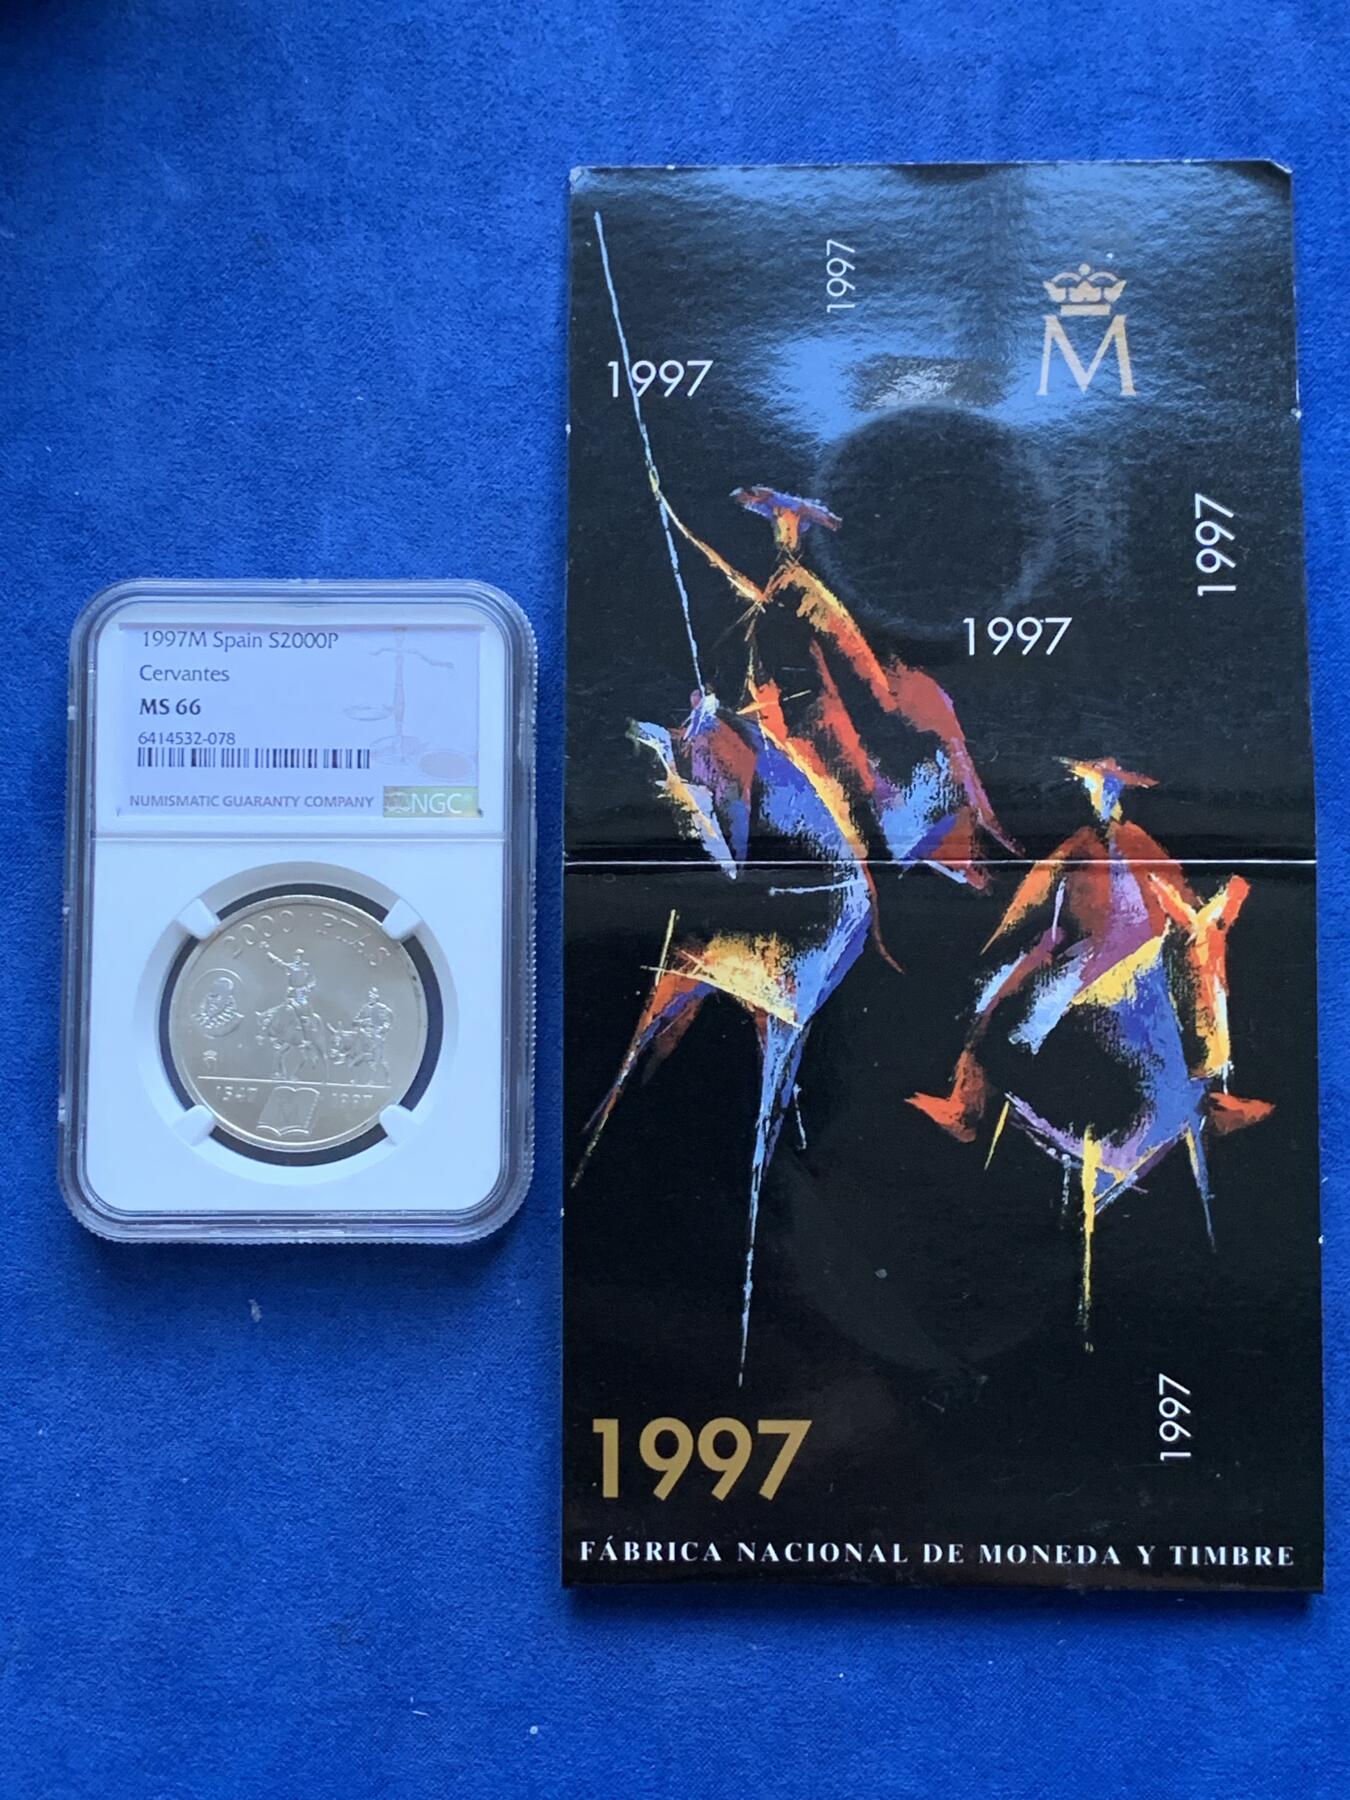 1997M Spain S2000P
Cervantes
MS 66
6414532-078
NUMISMATIC GUARANTY COMPANY
NGC
2000 PTAS
M
1547 1997
1997
M
1997
1997
1997
1997
1997
FÁBRICA NACIONAL DE MONEDA Y TIMBRE